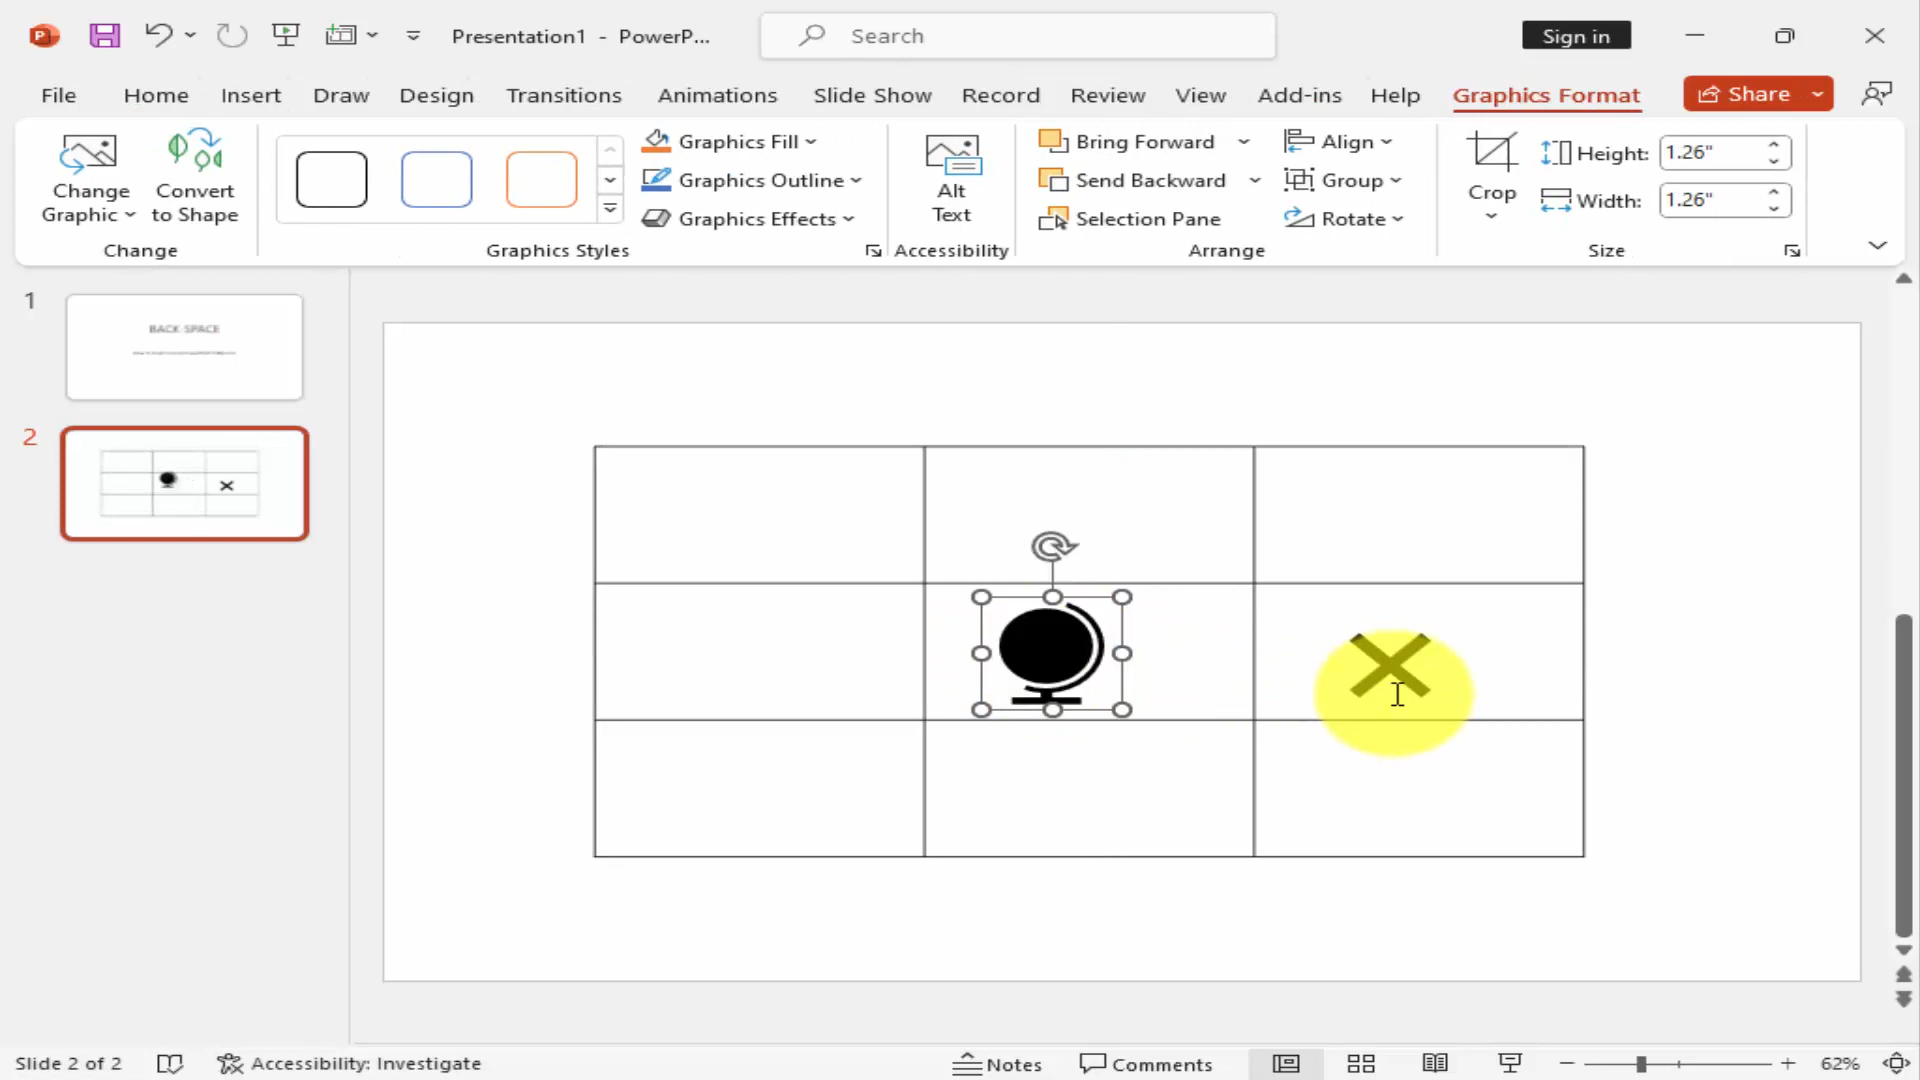 Presentation1 - PowerP...
Search
Sign in
File Home Insert Draw Design Transitions Animations Slide Show Record Review View Add-ins Help Graphics Format Share
Change Graphic
Convert to Shape
Change
Graphics Fill
Graphics Outline
Graphics Effects
Graphics Styles
Alt Text
Accessibility
Bring Forward
Send Backward
Selection Pane
Align
Group
Rotate
Arrange
Crop
Height: 1.26"
Width: 1.26"
Size
1
BACK SPACE
2
Slide 2 of 2
Accessibility: Investigate
Notes
Comments
62%